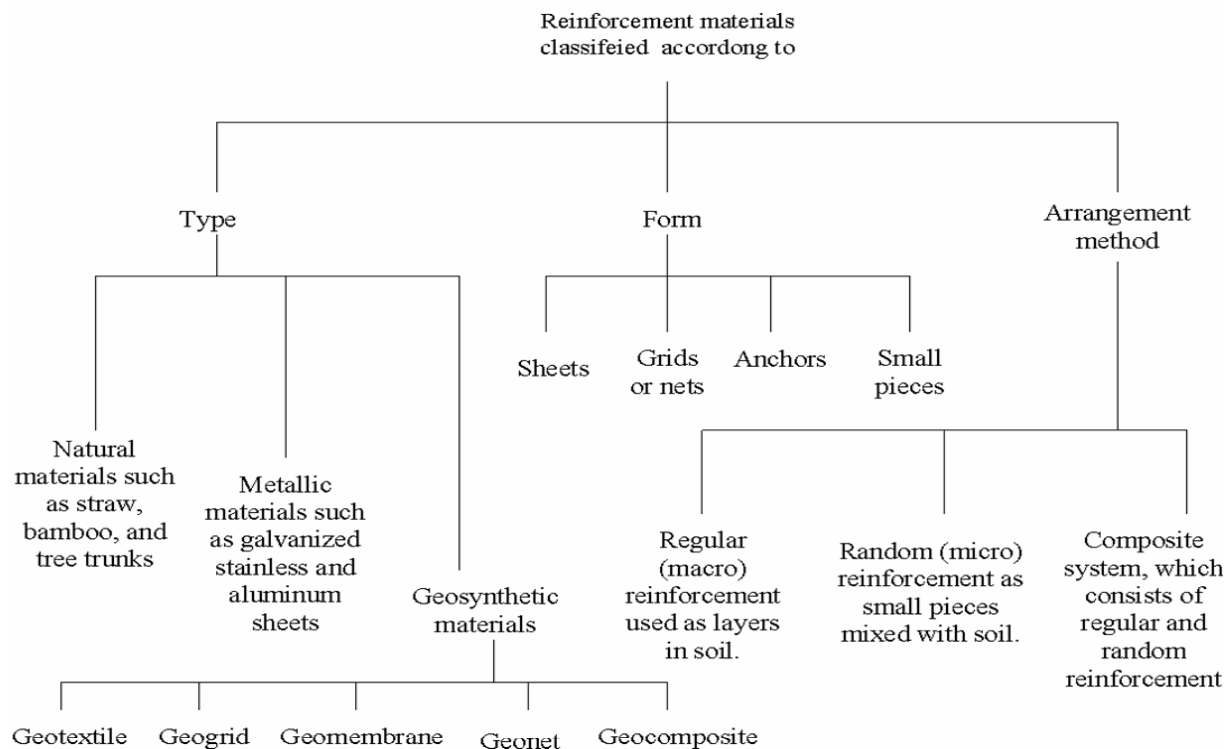 Reinforcement materials
classifeied accordong to
Type
Form
Arrangement
method
Sheets
Grids
or nets
Anchors
Small
pieces
Natural
materials such
as straw,
bamboo, and
tree trunks
Metallic
materials such
as galvanized
stainless and
aluminum
sheets
Geosynthetic
materials
Regular
(macro)
reinforcement
used as layers
in soil.
Random (micro)
reinforcement as
small pieces
mixed with soil.
Composite
system, which
consists of
regular and
random
reinforcement
Geotextile
Geogrid
Geomembrane
Geonet
Geocomposite